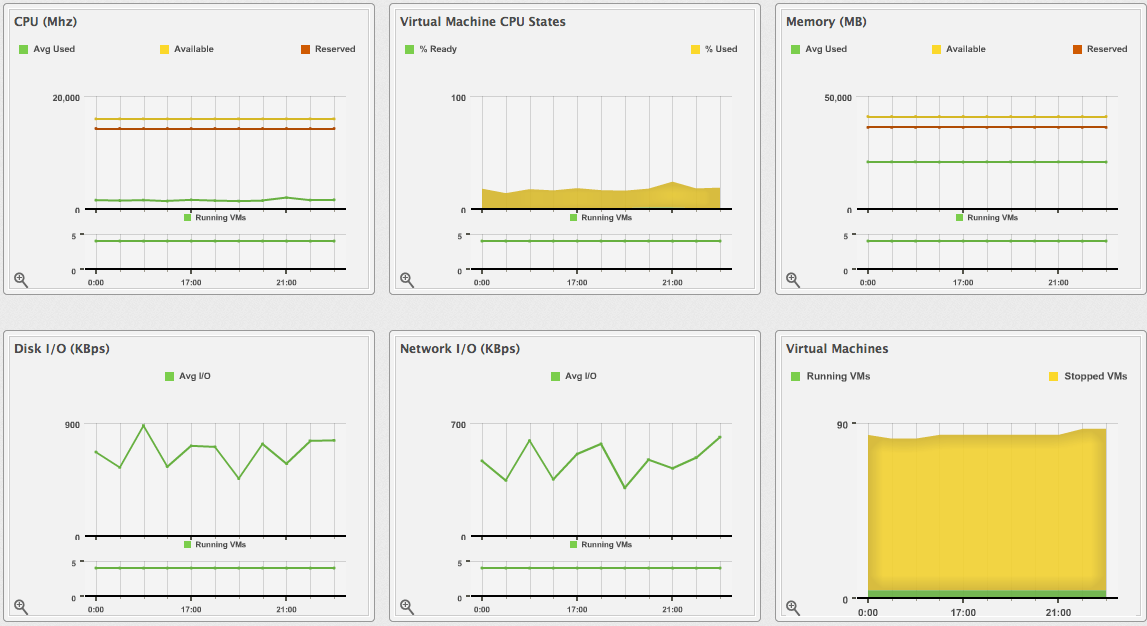 CPU (Mhz)
Avg Used Available Reserved
20,000
0
Running VMs
5
0
0:00 17:00 21:00
Virtual Machine CPU States
% Ready % Used
100
0
Running VMs
5
0
0:00 17:00 21:00
Memory (MB)
Avg Used Available Reserved
50,000
0
Running VMs
5
0
0:00 17:00 21:00
Disk I/O (KBps)
Avg I/O
900
0
Running VMs
5
0
0:00 17:00 21:00
Network I/O (KBps)
Avg I/O
700
0
Running VMs
5
0
0:00 17:00 21:00
Virtual Machines
Running VMs Stopped VMs
90
0
0:00 17:00 21:00